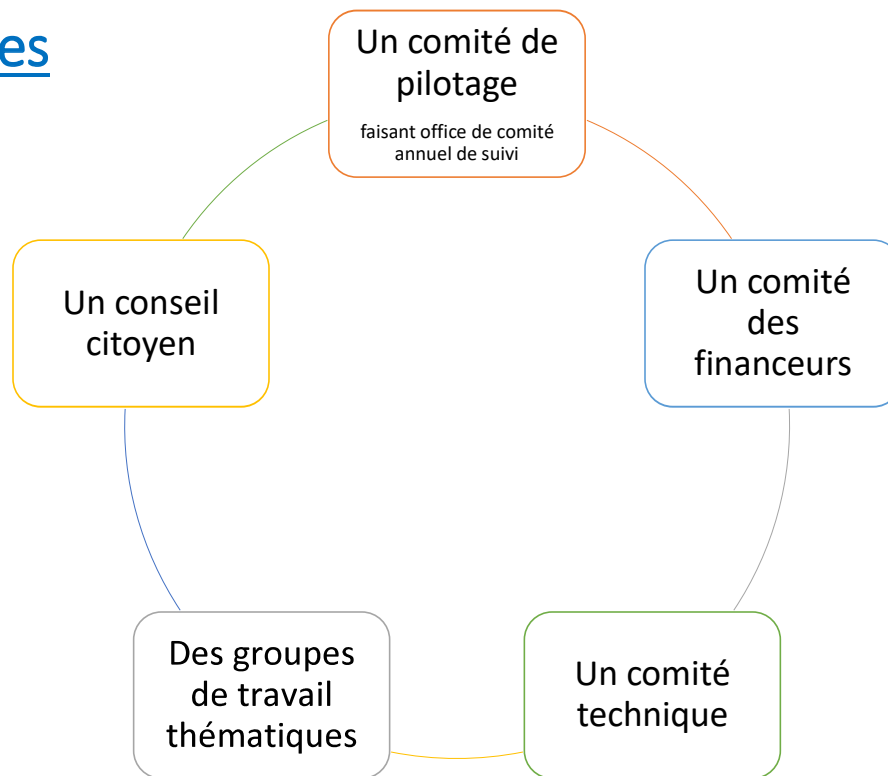 es
Un comité de
pilotage
faisant office de comité
annuel de suivi
Un conseil
citoyen
Un comité
des
financeurs
Des groupes
de travail
thématiques
Un comité
technique